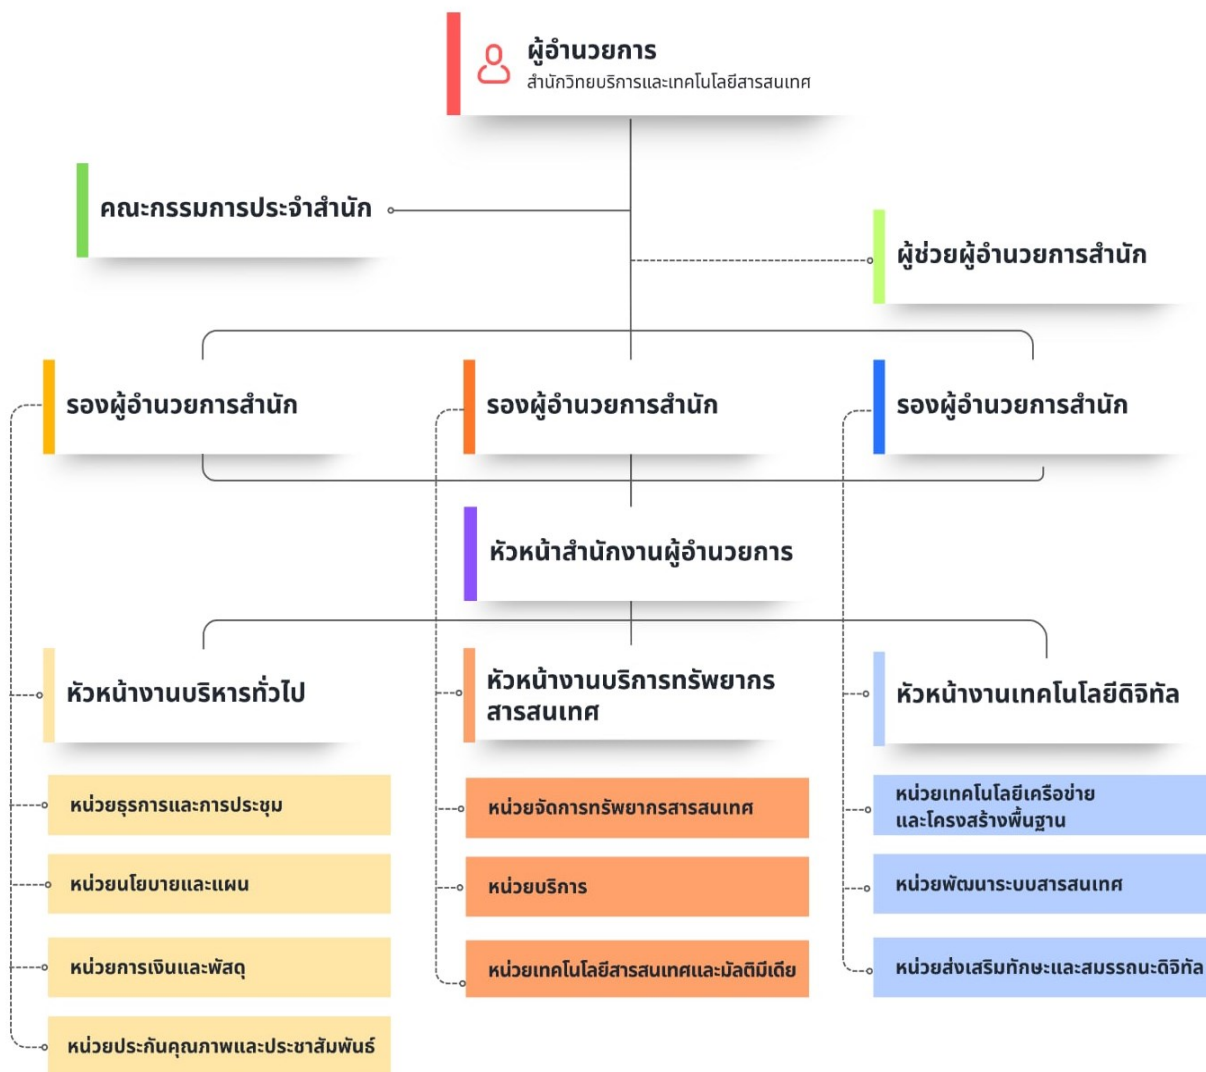 ผู้อำนวยการ
สำนักวิทยบริการและเทคโนโลยีสารสนเทศ
คณะกรรมการประจำสำนัก
ผู้ช่วยผู้อำนวยการสำนัก
รองผู้อำนวยการสำนัก
รองผู้อำนวยการสำนัก
รองผู้อำนวยการสำนัก
หัวหน้าสำนักงานผู้อำนวยการ
หัวหน้างานบริหารทั่วไป
หน่วยธุรการและการประชุม
หน่วยนโยบายและแผน
หน่วยการเงินและพัสดุ
หน่วยประกันคุณภาพและประชาสัมพันธ์
หัวหน้างานบริการทรัพยากร
สารสนเทศ
หน่วยจัดการทรัพยากรสารสนเทศ
หน่วยบริการ
หน่วยเทคโนโลยีสารสนเทศและมัลติมีเดีย
หัวหน้างานเทคโนโลยีดิจิทัล
หน่วยเทคโนโลยีเครือข่าย
และโครงสร้างพื้นฐาน
หน่วยพัฒนาระบบสารสนเทศ
หน่วยส่งเสริมทักษะและสมรรถนะดิจิทัล